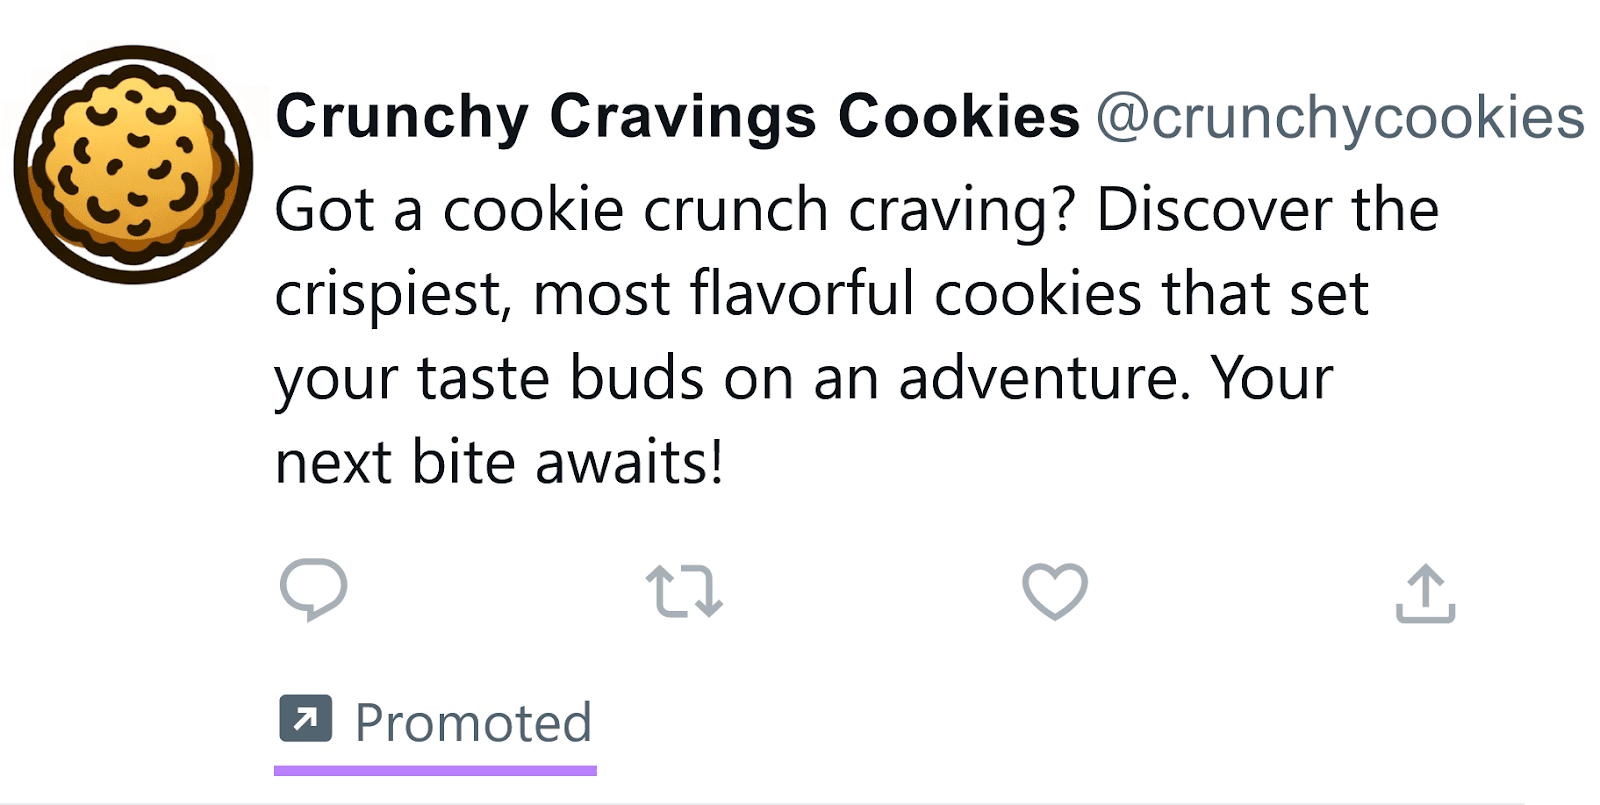 Crunchy Cravings Cookies @crunchycookies
Got a cookie crunch craving? Discover the
crispiest, most flavorful cookies that set
your taste buds on an adventure. Your
next bite awaits!
Promoted